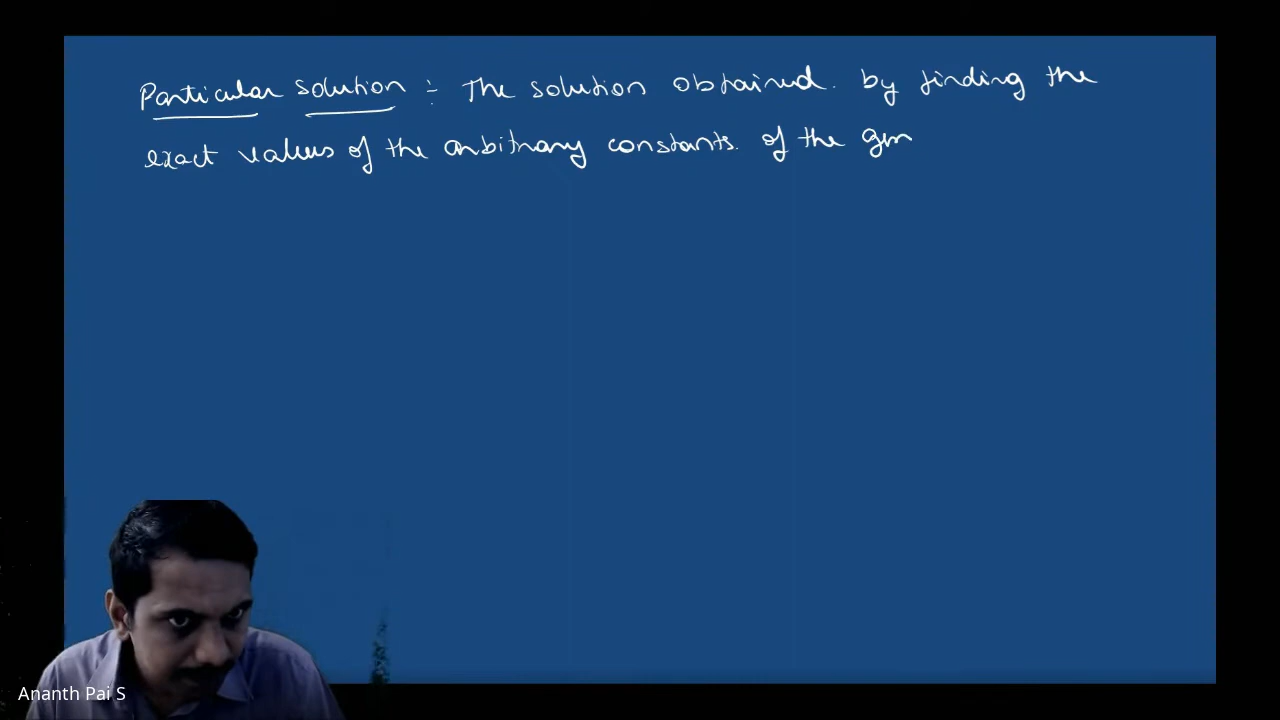 Particular solution :- The solution obtained. by finding the
exact values of the arbitrary constants. of the gen
Ananth Pai S